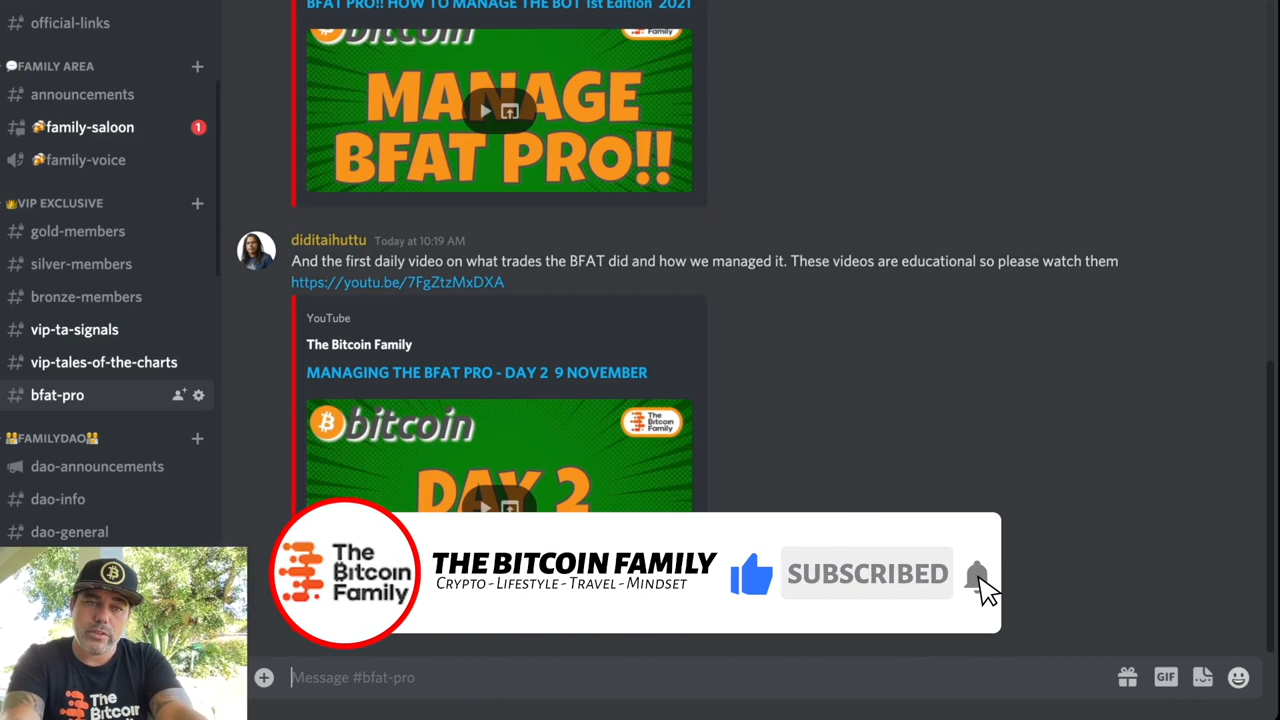 official-links
FAMILY AREA
announcements
family-saloon
1
family-voice
VIP EXCLUSIVE
gold-members
silver-members
bronze-members
vip-ta-signals
vip-tales-of-the-charts
bfat-pro
FAMILYDAO
dao-announcements
dao-info
dao-general
BFAT PRO!! HOW TO MANAGE THE BOT 1st Edition 2021
bitcoin
Family
MANAGE
BFAT PRO!!
diditaihuttu Today at 10:19 AM
And the first daily video on what trades the BFAT did and how we managed it. These videos are educational so please watch them
https://youtu.be/7FgZtzMxDXA
YouTube
The Bitcoin Family
MANAGING THE BFAT PRO - DAY 2 9 NOVEMBER
bitcoin
The
Bitcoin
Family
DAY 2
The
Bitcoin
Family
THE BITCOIN FAMILY
CRYPTO - LIFESTYLE - TRAVEL - MINDSET
SUBSCRIBED
Message #bfat-pro
GIF
The
Bitcoin